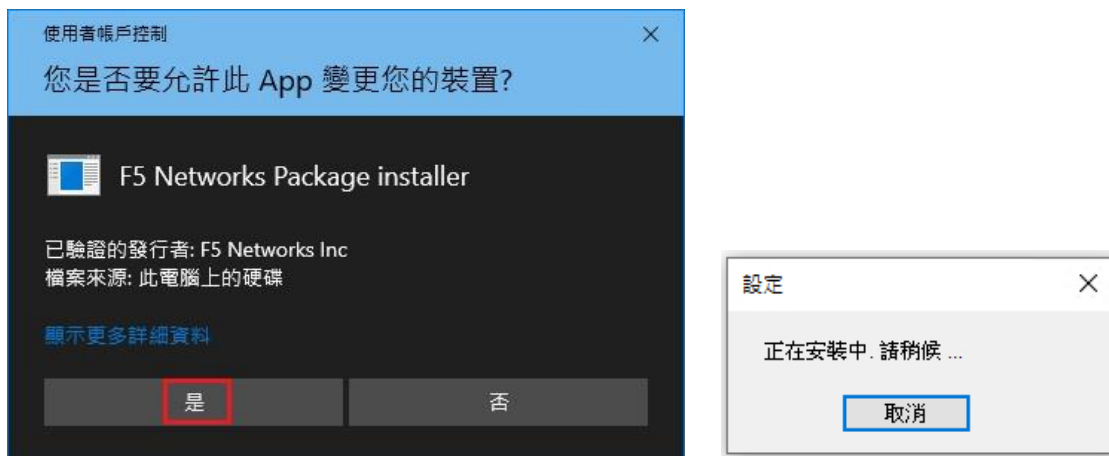 使用者帳戶控制
您是否要允許此 App 變更您的裝置?
F5 Networks Package installer
已驗證的發行者: F5 Networks Inc
檔案來源: 此電腦上的硬碟
顯示更多詳細資料
是
否
設定
正在安裝中. 請稍候 ...
取消